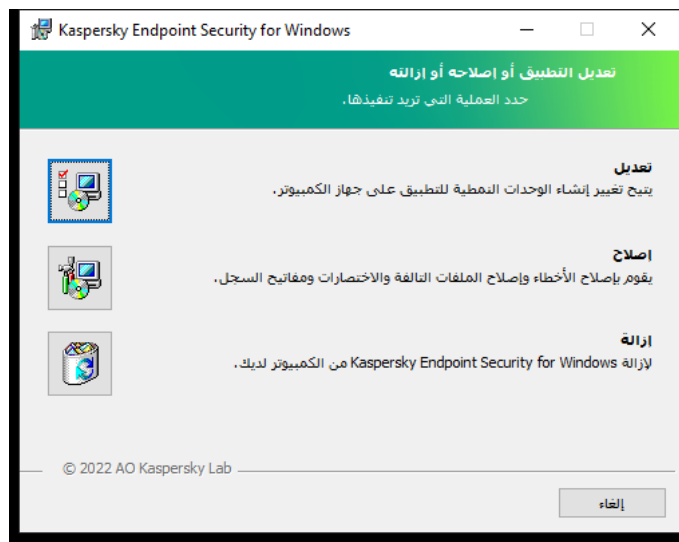 Kaspersky Endpoint Security for Windows
تعديل التطبيق أو إصلاحه أو إزالته
حدد العملية التي تريد تنفيذها.
تعديل
يتيح تغيير إنشاء الوحدات النمطية للتطبيق على جهاز الكمبيوتر.
إصلاح
يقوم بإصلاح الأخطاء وإصلاح الملفات التالفة والاختصارات ومفاتيح السجل.
إزالة
لإزالة Kaspersky Endpoint Security for Windows من الكمبيوتر لديك.
© 2022 AO Kaspersky Lab
إلغاء